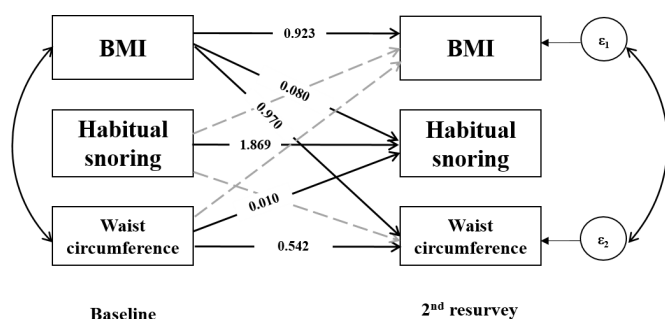 BMI
0.923
BMI
ε1
0.080
0.970
Habitual
snoring
1.869
Habitual
snoring
0.010
Waist
circumference
0.542
Waist
circumference
ε2
Baseline
2nd resurvey